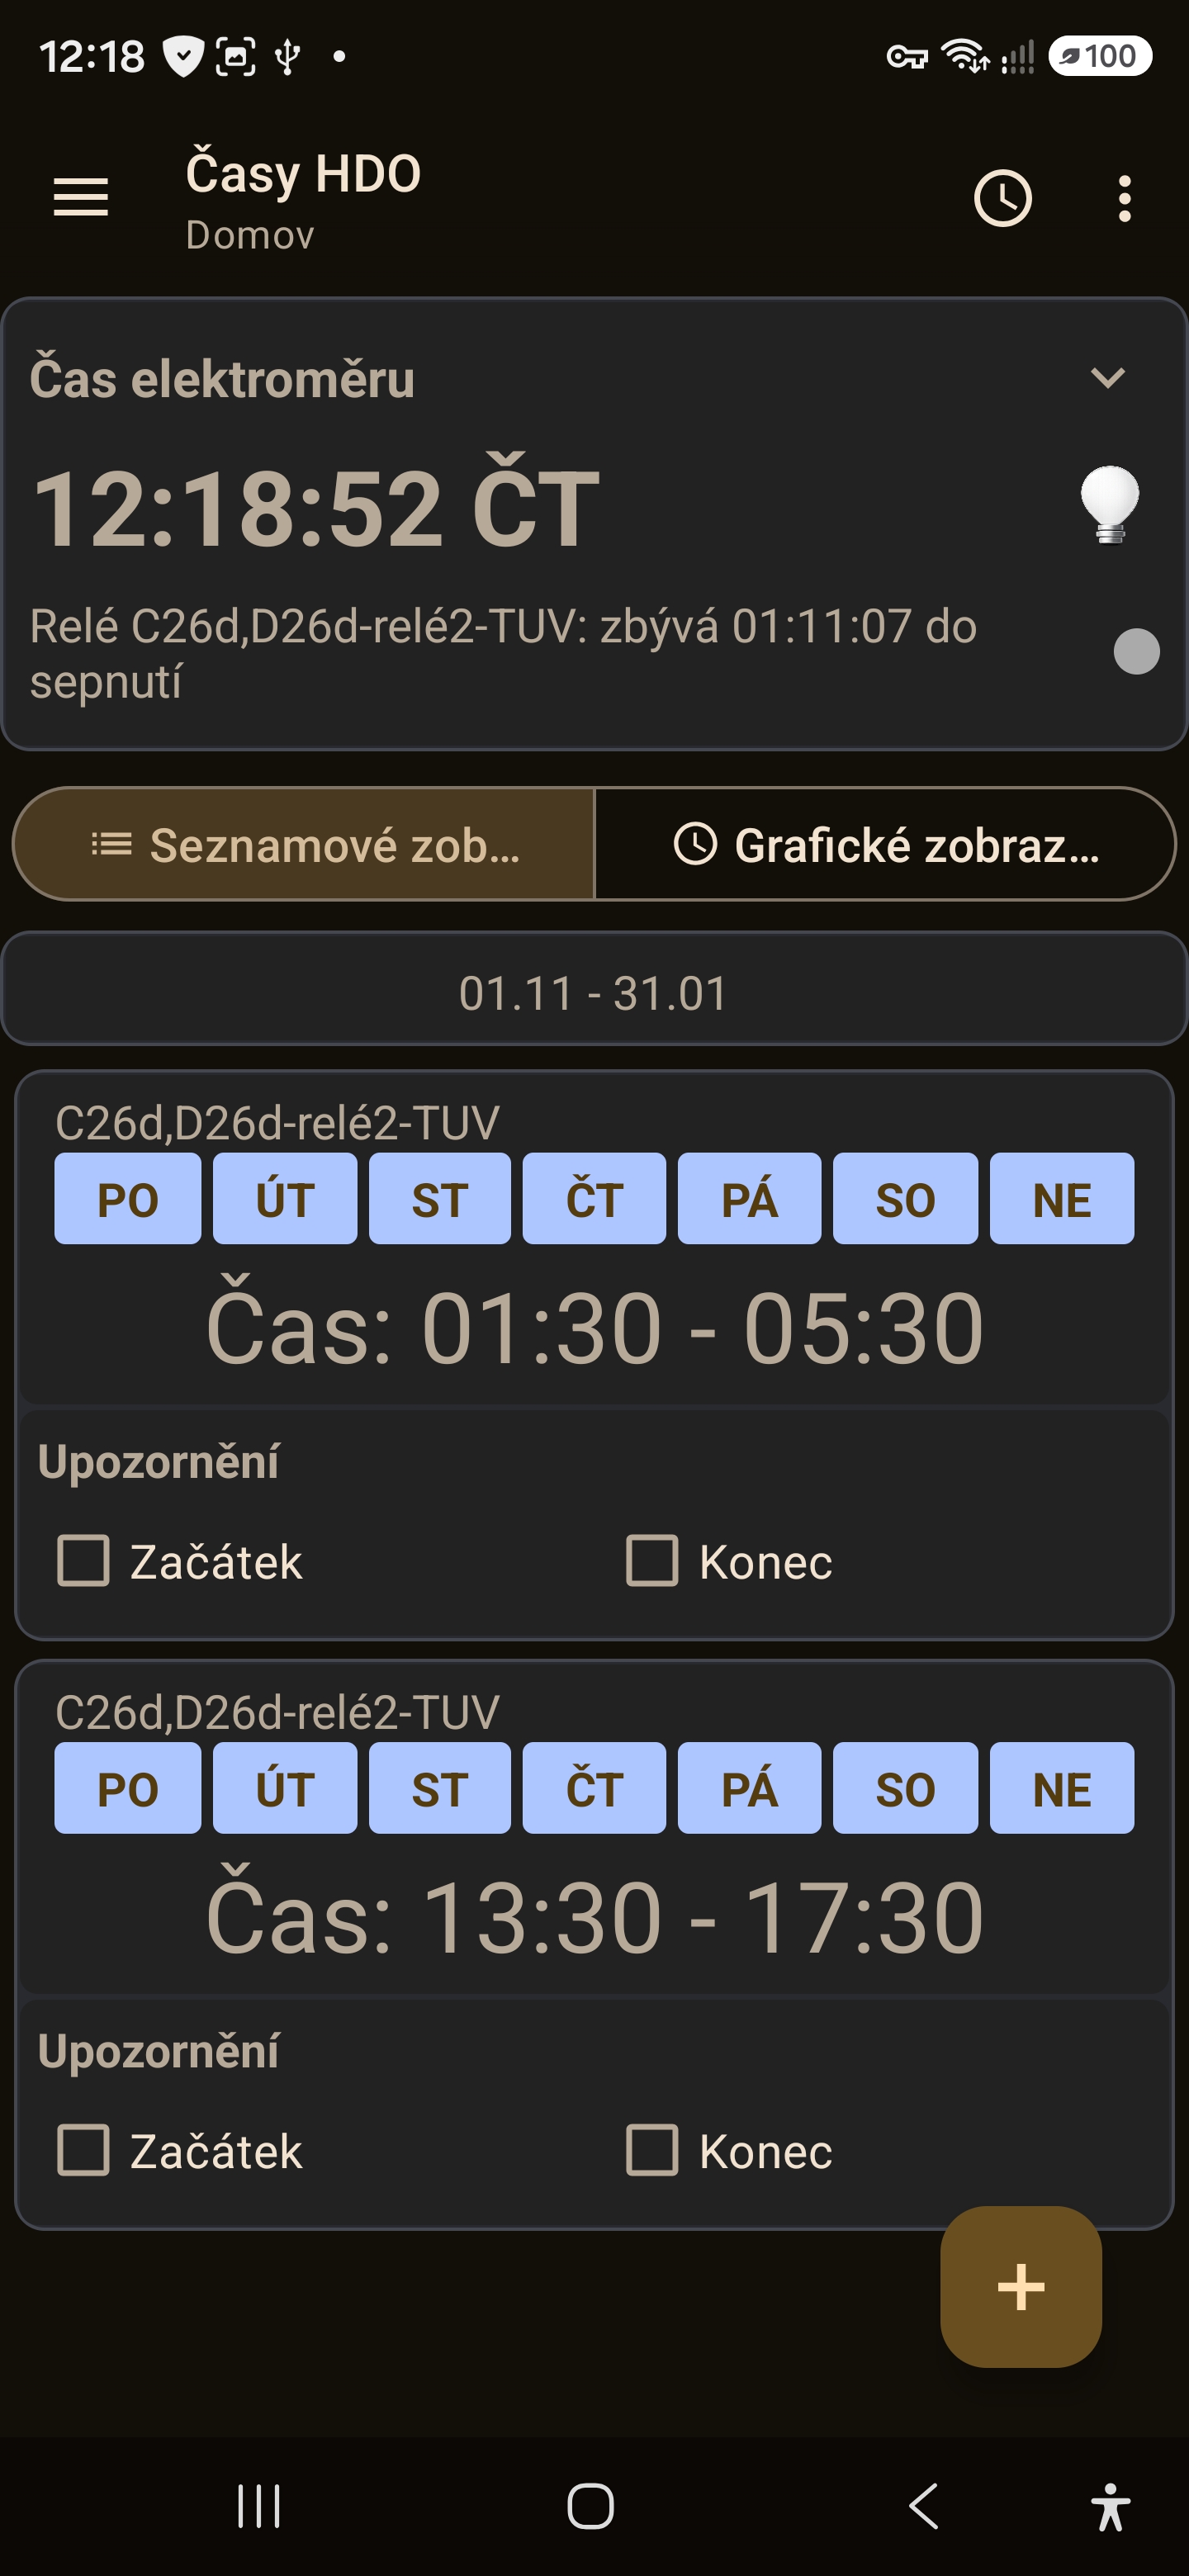 12:18
100
Časy HDO
Domov
Čas elektroměru
12:18:52 ČT
Relé C26d,D26d-relé2-TUV: zbývá 01:11:07 do
sepnutí
Seznamové zob…
Grafické zobraz…
01.11 - 31.01
C26d,D26d-relé2-TUV
PO ÚT ST ČT PÁ SO NE
Čas: 01:30 - 05:30
Upozornění
Začátek Konec
C26d,D26d-relé2-TUV
PO ÚT ST ČT PÁ SO NE
Čas: 13:30 - 17:30
Upozornění
Začátek Konec